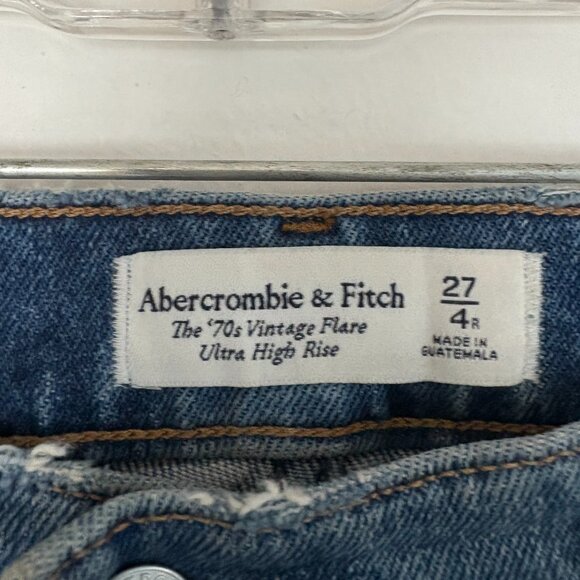 Abercrombie & Fitch
The ‘70s Vintage Flare
Ultra High Rise
27
4R
MADE IN
GUATEMALA